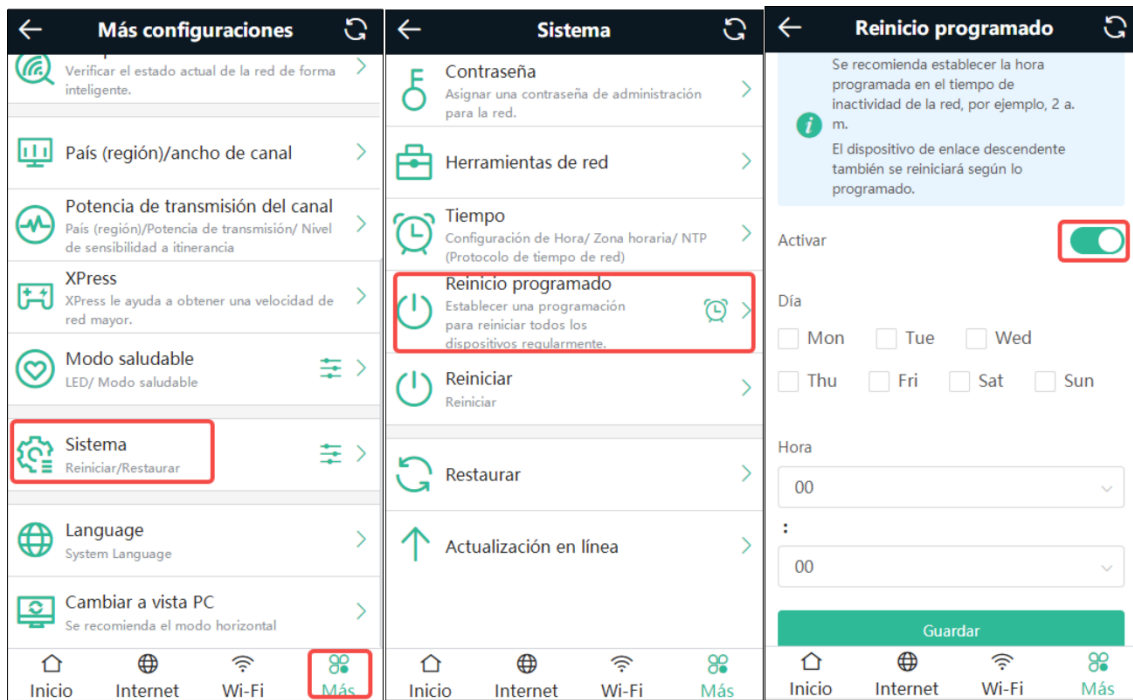 Más configuraciones
Verificar el estado actual de la red de forma
inteligente.
País (región)/ancho de canal
Potencia de transmisión del canal
País (región)/Potencia de transmisión/ Nivel
de sensibilidad a itinerancia
XPress
XPress le ayuda a obtener una velocidad de
red mayor.
Modo saludable
LED/ Modo saludable
Sistema
Reiniciar/Restaurar
Language
System Language
Cambiar a vista PC
Se recomienda el modo horizontal
Inicio Internet Wi-Fi Más
Sistema
Contraseña
Asignar una contraseña de administración
para la red.
Herramientas de red
Tiempo
Configuración de Hora/ Zona horaria/ NTP
(Protocolo de tiempo de red)
Reinicio programado
Establecer una programación
para reiniciar todos los
dispositivos regularmente.
Reiniciar
Reiniciar
Restaurar
Actualización en línea
Inicio Internet Wi-Fi Más
Reinicio programado
Se recomienda establecer la hora
programada en el tiempo de
inactividad de la red, por ejemplo, 2 a.
m.
El dispositivo de enlace descendente
también se reiniciará según lo
programado.
Activar
Día
Mon Tue Wed
Thu Fri Sat Sun
Hora
00
:
00
Guardar
Inicio Internet Wi-Fi Más